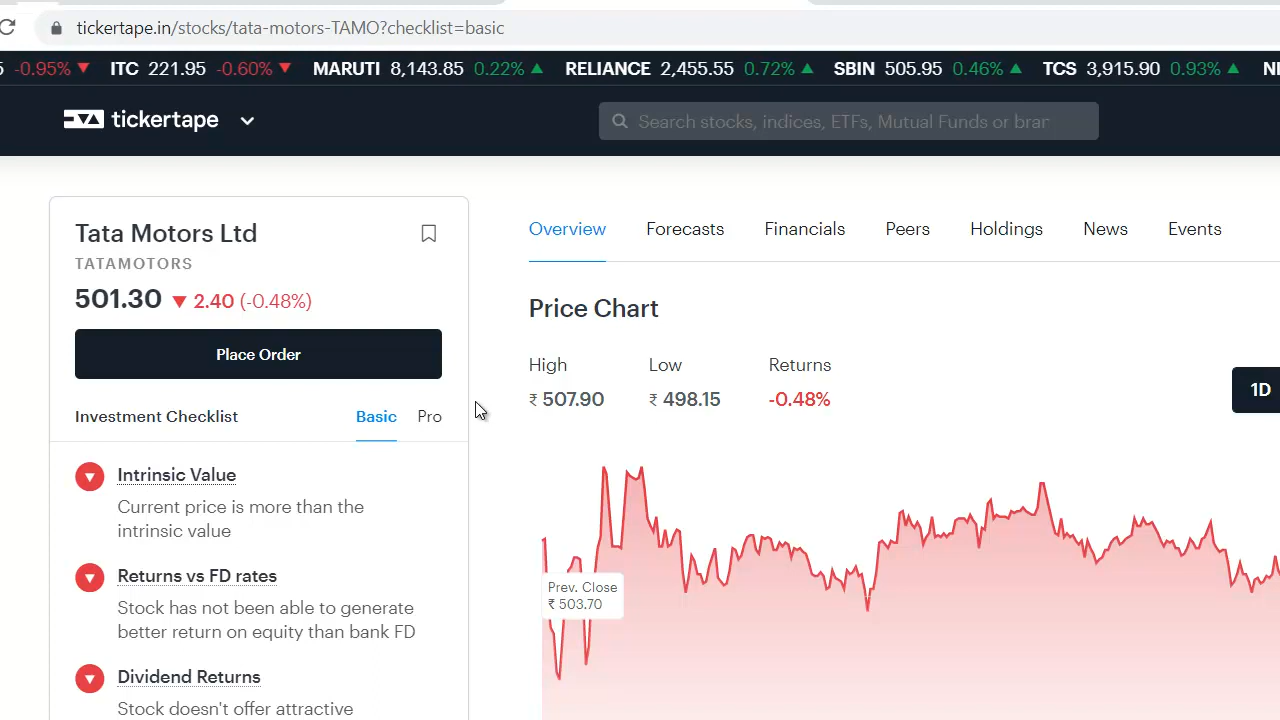 tickertape.in/stocks/tata-motors-TAMO?checklist=basic
5 -0.95% ▼ ITC 221.95 -0.60% ▼ MARUTI 8,143.85 0.22% ▲ RELIANCE 2,455.55 0.72% ▲ SBIN 505.95 0.46% ▲ TCS 3,915.90 0.93% ▲ NI
tickertape
Search stocks, indices, ETFs, Mutual Funds or brar
Tata Motors Ltd
TATAMOTORS
501.30 ▼ 2.40 (-0.48%)
Place Order
Investment Checklist Basic Pro
Intrinsic Value
Current price is more than the
intrinsic value
Returns vs FD rates
Stock has not been able to generate
better return on equity than bank FD
Dividend Returns
Stock doesn't offer attractive
Overview Forecasts Financials Peers Holdings News Events
Price Chart
High Low Returns
₹ 507.90 ₹ 498.15 -0.48%
1D
Prev. Close
₹ 503.70